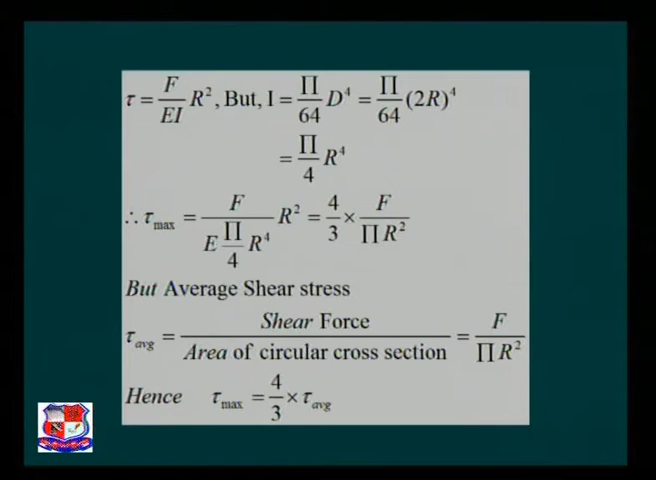 τ = F/EI R², But, I = Π/64 D⁴ = Π/64 (2R)⁴
= Π/4 R⁴
∴ τmax = F/(E Π/4 R⁴) R² = 4/3 × F/ΠR²
But Average Shear stress
τavg = Shear Force/Area of circular cross section = F/ΠR²
Hence τmax = 4/3 × τavg